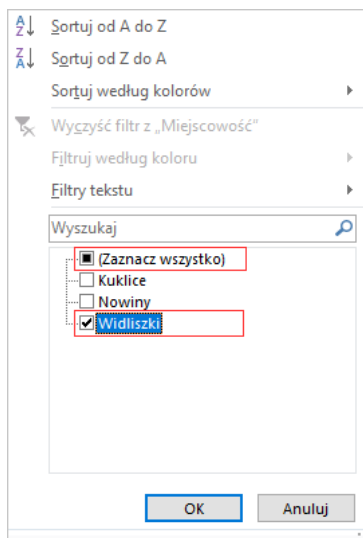 Sortuj od A do Z
Sortuj od Z do A
Sortuj według kolorów
Wyczyść filtr z „Miejscowość”
Filtruj według koloru
Filtry tekstu
Wyszukaj
(Zaznacz wszystko)
Kuklice
Nowiny
Widliszki
OK Anuluj